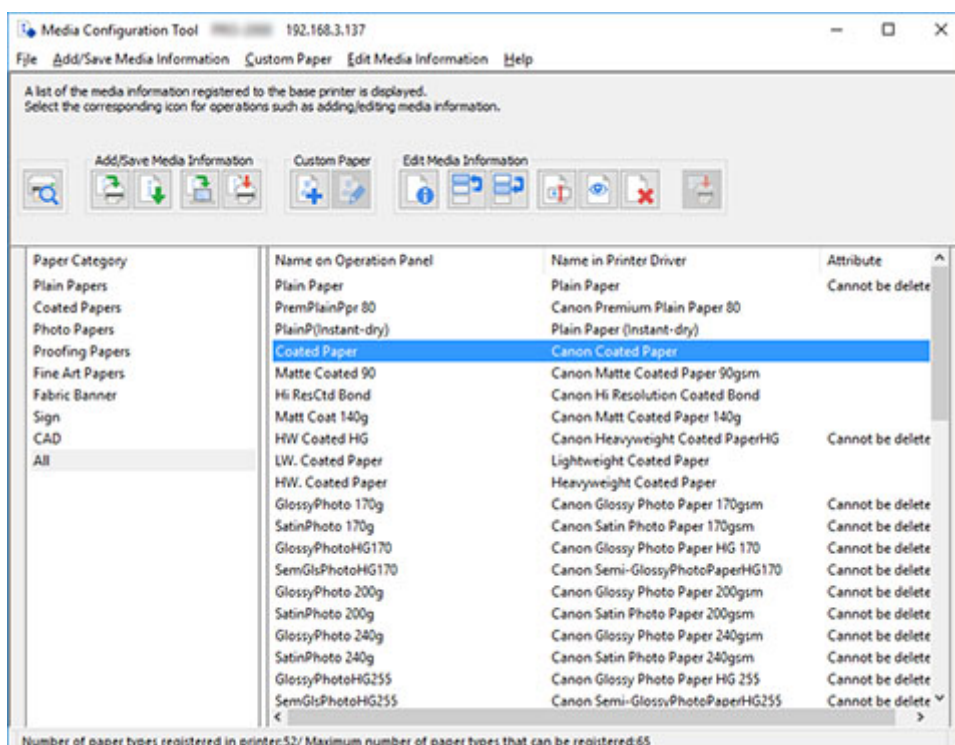 Media Configuration Tool 192.168.3.137
File Add/Save Media Information Custom Paper Edit Media Information Help
A list of the media information registered to the base printer is displayed.
Select the corresponding icon for operations such as adding/editing media information.
Add/Save Media Information Custom Paper Edit Media Information
Paper Category
Plain Papers
Coated Papers
Photo Papers
Proofing Papers
Fine Art Papers
Fabric Banner
Sign
CAD
All
Name on Operation Panel Name in Printer Driver Attribute
Plain Paper Plain Paper Cannot be delete
PremPlainPpr 80 Canon Premium Plain Paper 80
PlainP(Instant-dry) Plain Paper (Instant-dry)
Coated Paper Canon Coated Paper
Matte Coated 90 Canon Matte Coated Paper 90gsm
Hi ResCtd Bond Canon Hi Resolution Coated Bond
Matt Coat 140g Canon Matt Coated Paper 140g
HW Coated HG Canon Heavyweight Coated PaperHG Cannot be delete
LW. Coated Paper Lightweight Coated Paper
HW. Coated Paper Heavyweight Coated Paper
GlossyPhoto 170g Canon Glossy Photo Paper 170gsm Cannot be delete
SatinPhoto 170g Canon Satin Photo Paper 170gsm Cannot be delete
GlossyPhotoHG170 Canon Glossy Photo Paper HG 170 Cannot be delete
SemGlsPhotoHG170 Canon Semi-GlossyPhotoPaperHG170 Cannot be delete
GlossyPhoto 200g Canon Glossy Photo Paper 200gsm Cannot be delete
SatinPhoto 200g Canon Satin Photo Paper 200gsm Cannot be delete
GlossyPhoto 240g Canon Glossy Photo Paper 240gsm Cannot be delete
SatinPhoto 240g Canon Satin Photo Paper 240gsm Cannot be delete
GlossyPhotoHG255 Canon Glossy Photo Paper HG 255 Cannot be delete
SemGlsPhotoHG255 Canon Semi-GlossyPhotoPaperHG255 Cannot be delete
Number of paper types registered in printer:52/ Maximum number of paper types that can be registered:65